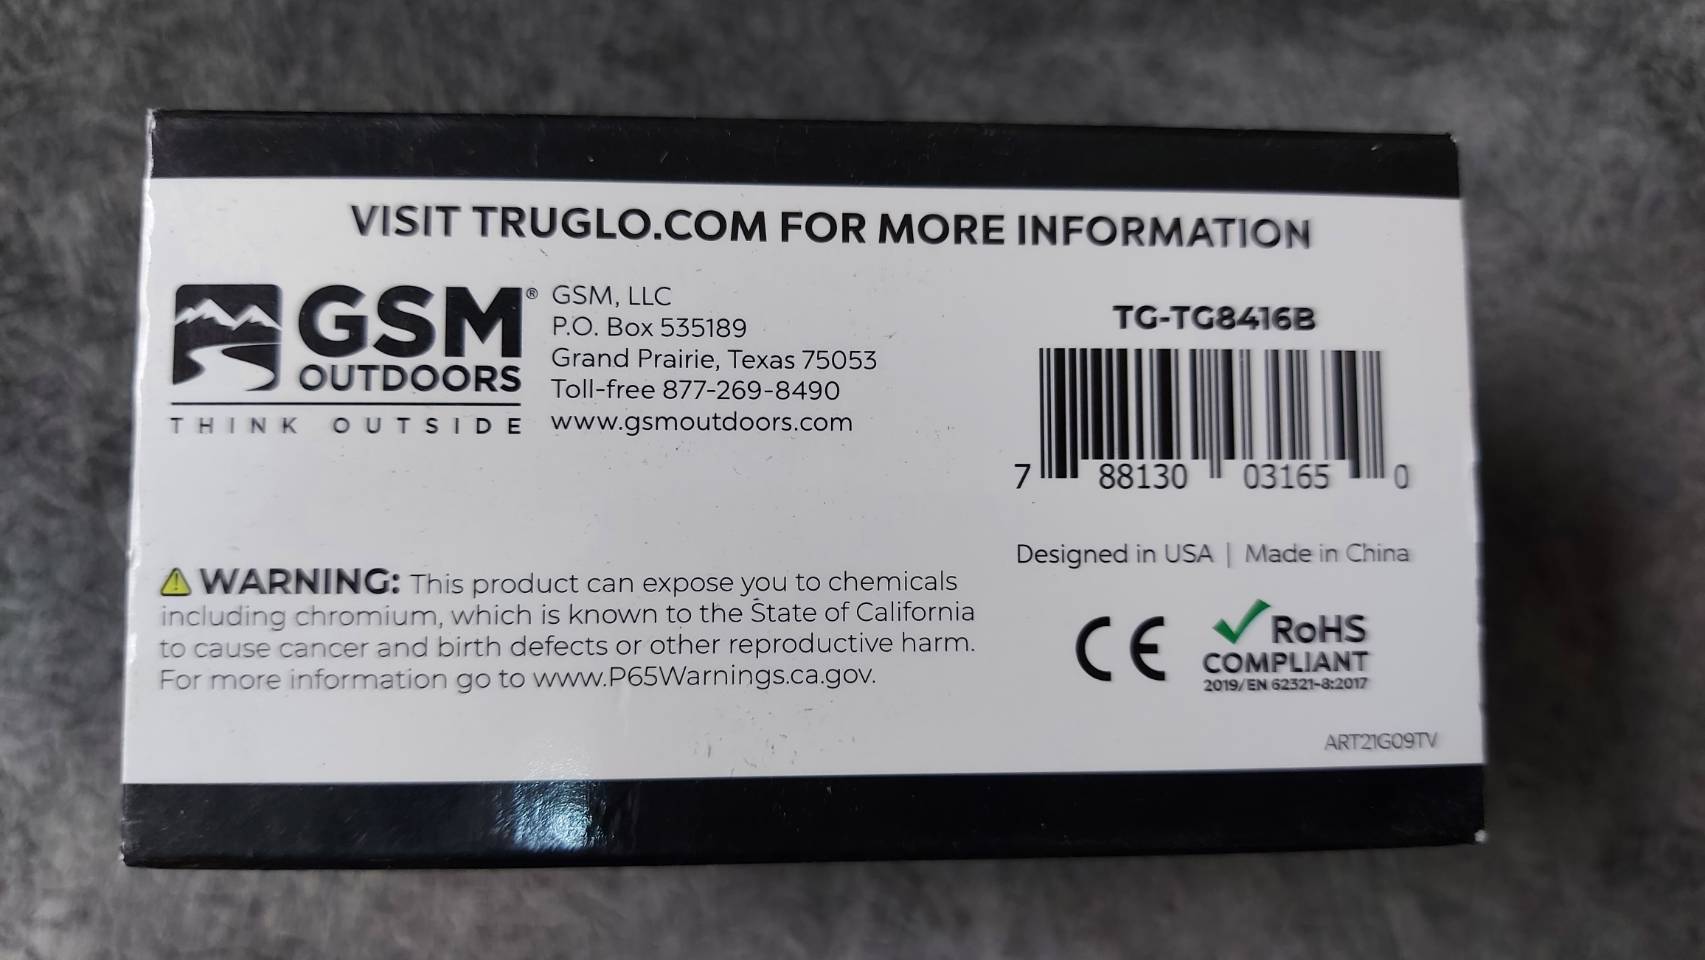 VISIT TRUGLO.COM FOR MORE INFORMATION
GSM®
OUTDOORS
THINK OUTSIDE
GSM, LLC
P.O. Box 535189
Grand Prairie, Texas 75053
Toll-free 877-269-8490
www.gsmoutdoors.com
TG-TG8416B
7 88130 03165 0
Designed in USA | Made in China
WARNING: This product can expose you to chemicals
including chromium, which is known to the State of California
to cause cancer and birth defects or other reproductive harm.
For more information go to www.P65Warnings.ca.gov.
CE
RoHS
COMPLIANT
2019/EN 62321-8:2017
ART21G09TV